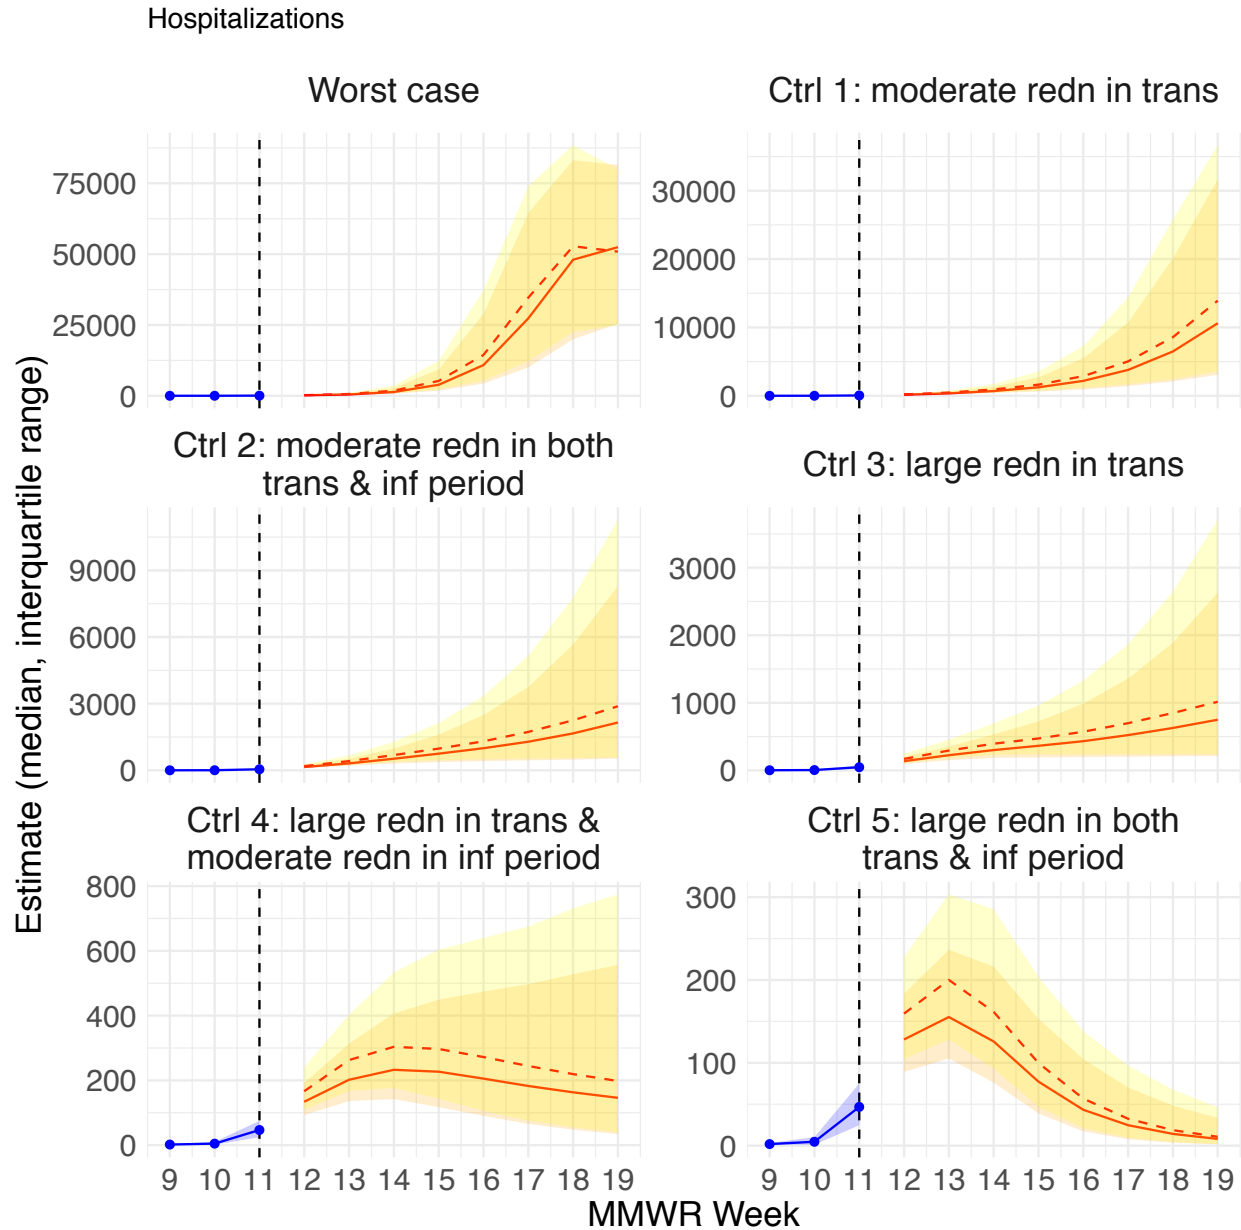 Hospitalizations
Worst case
Ctrl 1: moderate redn in trans
75000
50000
25000
0
30000
20000
10000
0
Ctrl 2: moderate redn in both
trans & inf period
Ctrl 3: large redn in trans
9000
6000
3000
0
3000
2000
1000
0
Ctrl 4: large redn in trans &
moderate redn in inf period
Ctrl 5: large redn in both
trans & inf period
800
600
400
200
0
300
200
100
0
9 10 11 12 13 14 15 16 17 18 19
9 10 11 12 13 14 15 16 17 18 19
MMWR Week
Estimate (median, interquartile range)